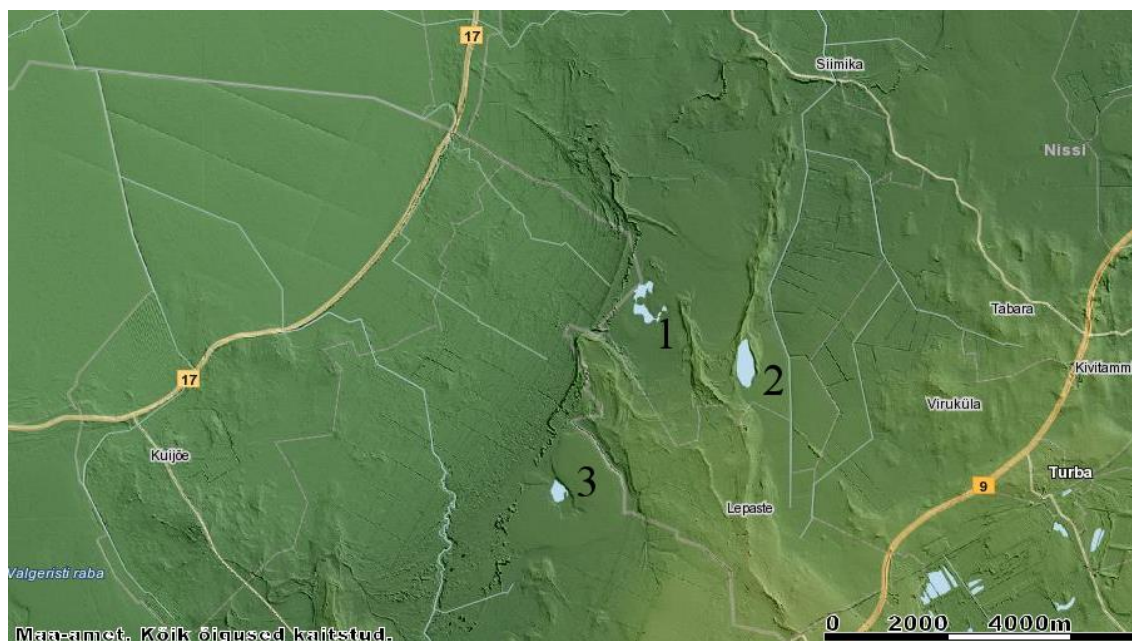 17
Siimika
Nissi
1
Tabara
2
Kivitammi
17
Viruküla
Kuijõe
3
9
Turba
Lepaste
Valgeristi raba
0 2000 4000m
Maa-amet. Kõik õigused kaitstud.